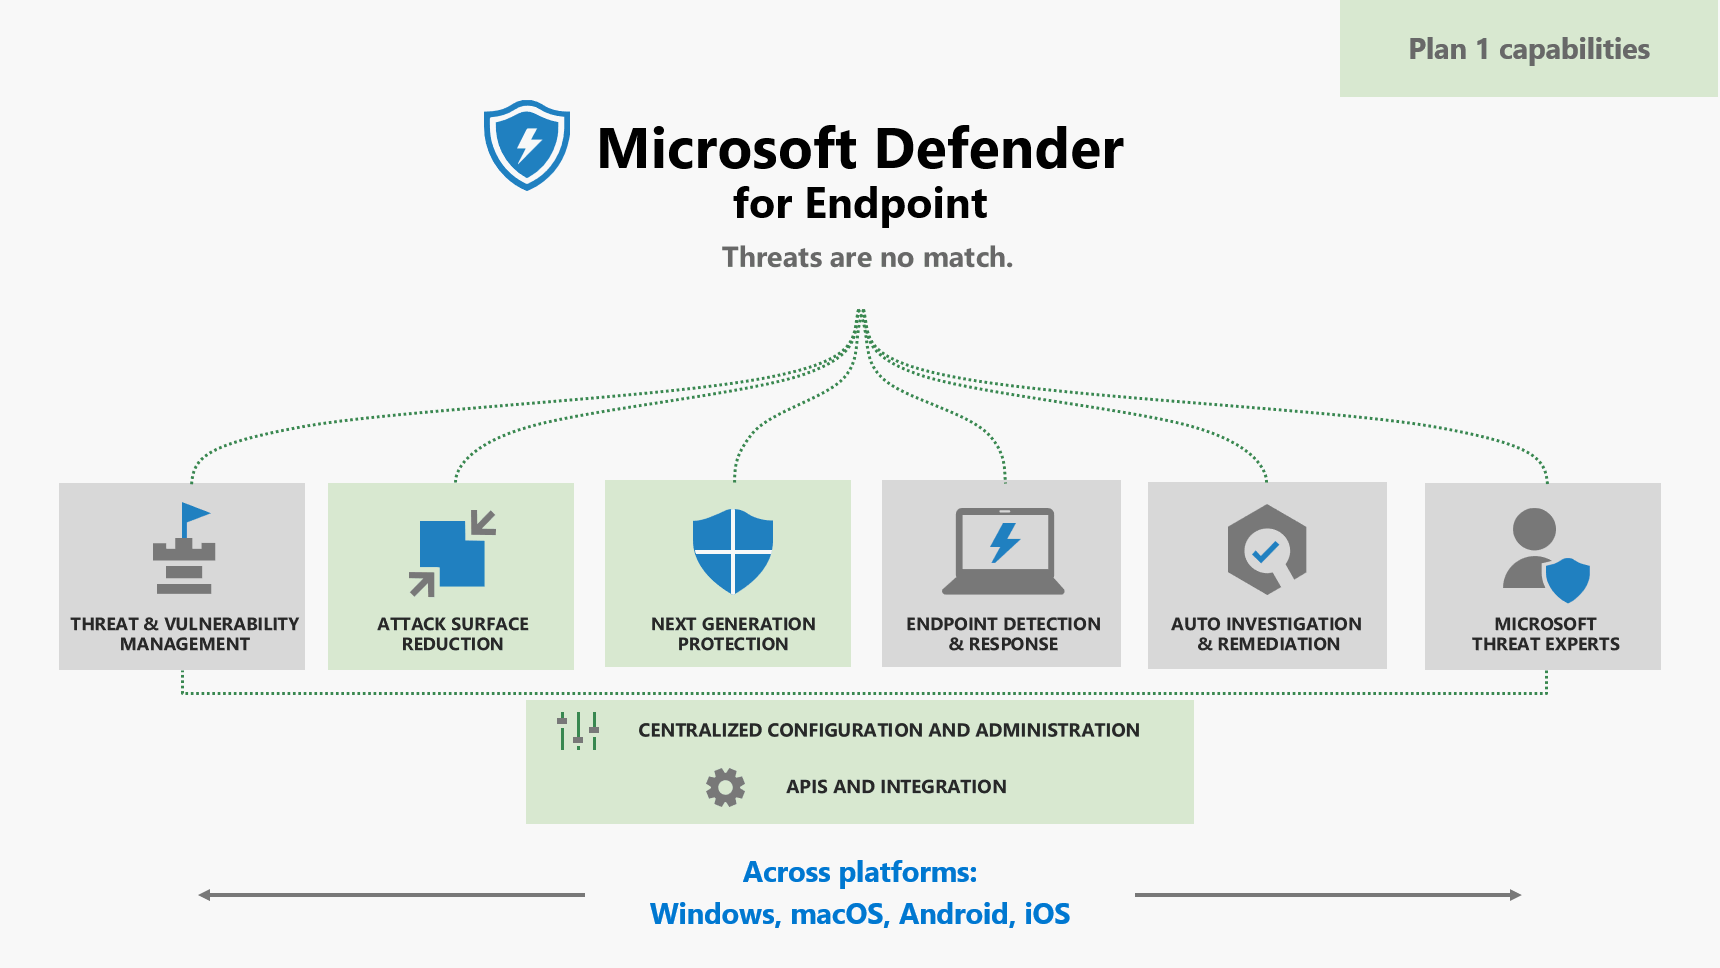 Plan 1 capabilities
Microsoft Defender
for Endpoint
Threats are no match.
THREAT & VULNERABILITY
MANAGEMENT
ATTACK SURFACE
REDUCTION
NEXT GENERATION
PROTECTION
ENDPOINT DETECTION
& RESPONSE
AUTO INVESTIGATION
& REMEDIATION
MICROSOFT
THREAT EXPERTS
CENTRALIZED CONFIGURATION AND ADMINISTRATION
APIS AND INTEGRATION
Across platforms:
Windows, macOS, Android, iOS